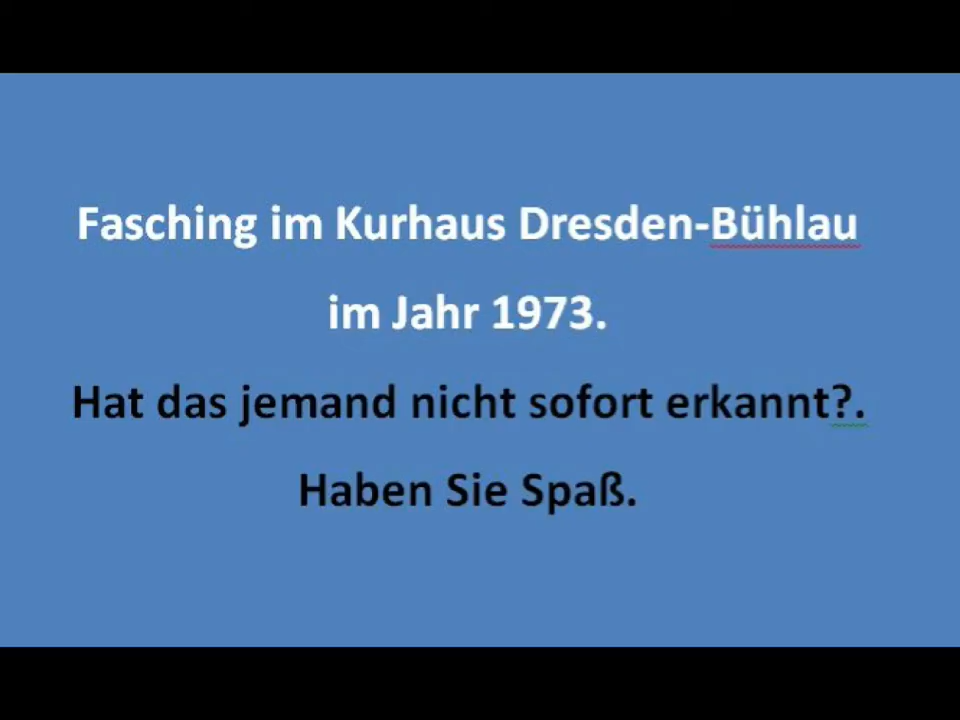 Fasching im Kurhaus Dresden-Bühlau
im Jahr 1973.
Hat das jemand nicht sofort erkannt?.
Haben Sie Spaß.